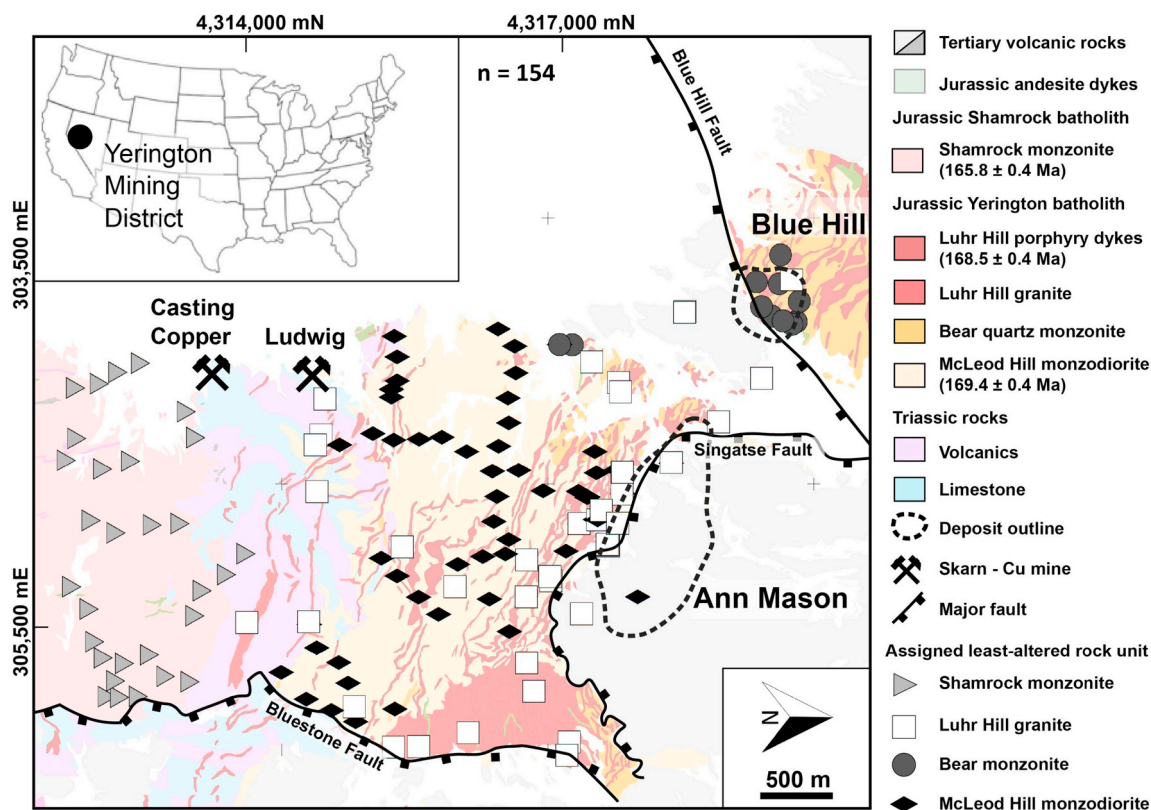 4,314,000 mN
4,317,000 mN
303,500 mE
305,500 mE
n = 154
Yerington
Mining
District
Blue Hill Fault
Blue Hill
Casting
Copper
Ludwig
Singatse Fault
Ann Mason
Bluestone Fault
N
500 m
Tertiary volcanic rocks
Jurassic andesite dykes
Jurassic Shamrock batholith
Shamrock monzonite
(165.8 ± 0.4 Ma)
Jurassic Yerington batholith
Luhr Hill porphyry dykes
(168.5 ± 0.4 Ma)
Luhr Hill granite
Bear quartz monzonite
McLeod Hill monzodiorite
(169.4 ± 0.4 Ma)
Triassic rocks
Volcanics
Limestone
Deposit outline
Skarn - Cu mine
Major fault
Assigned least-altered rock unit
Shamrock monzonite
Luhr Hill granite
Bear monzonite
McLeod Hill monzodiorite